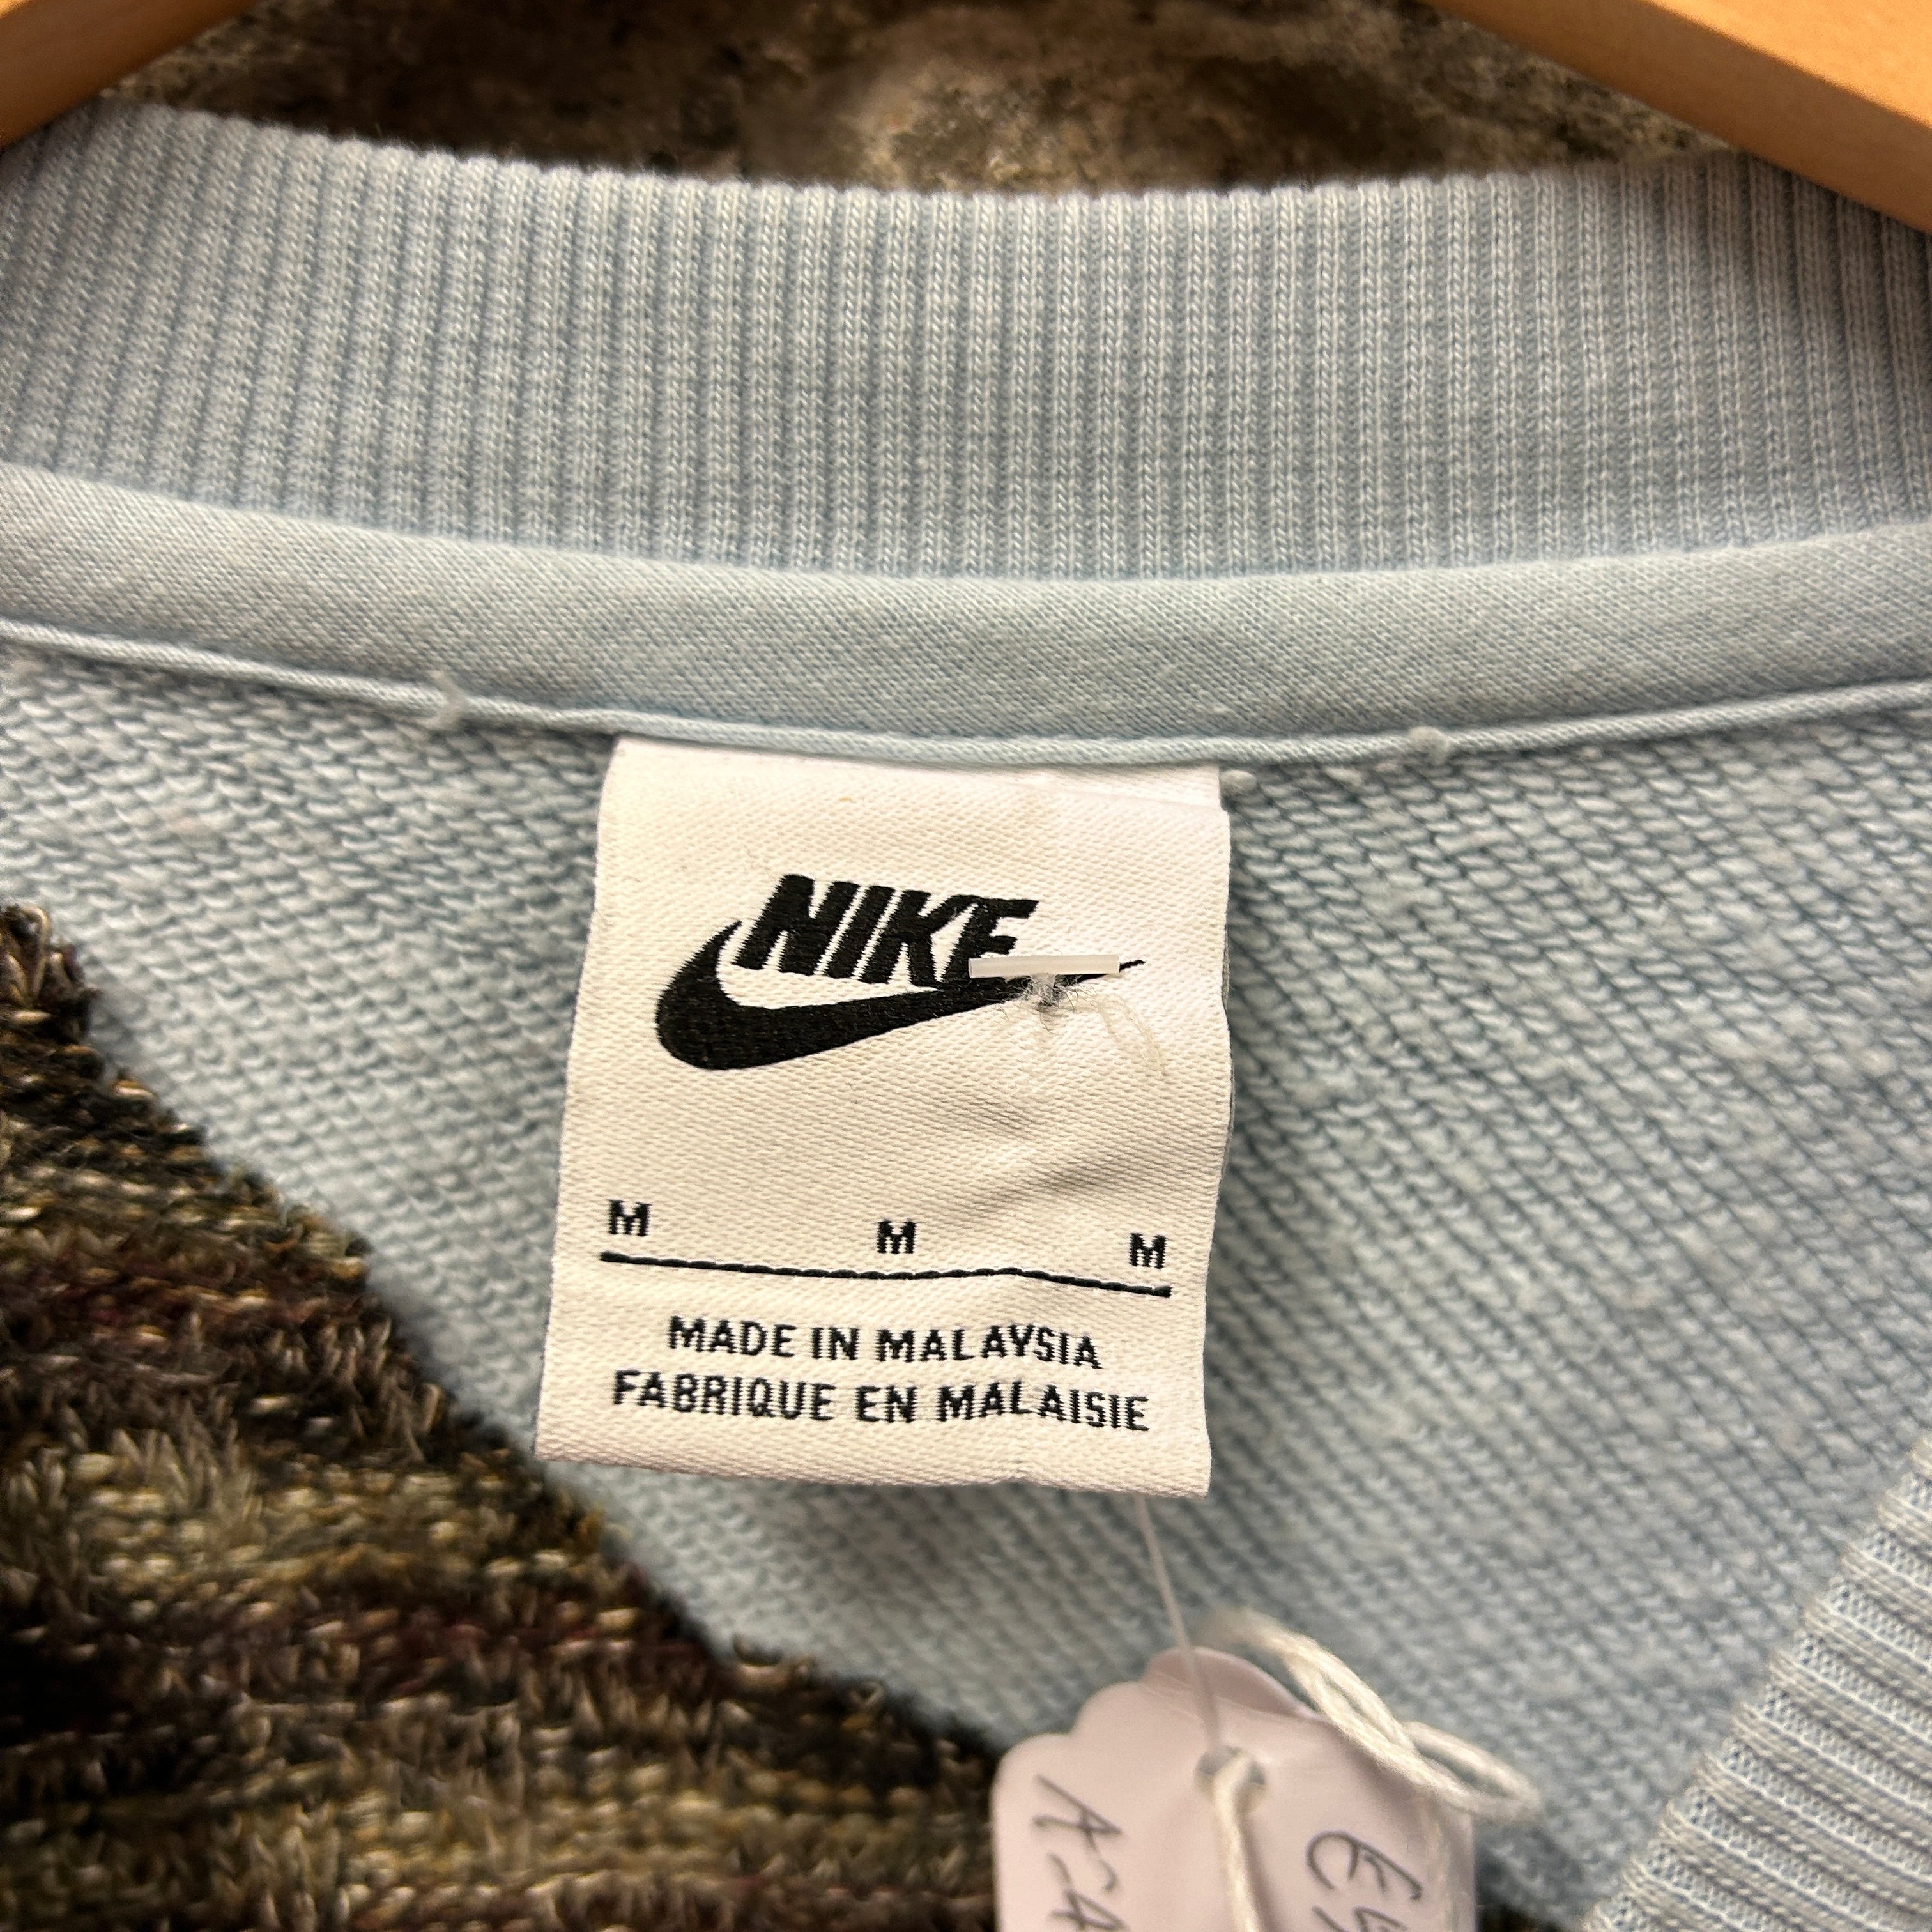 NIKE
M M M
MADE IN MALAYSIA
FABRIQUE EN MALAISIE